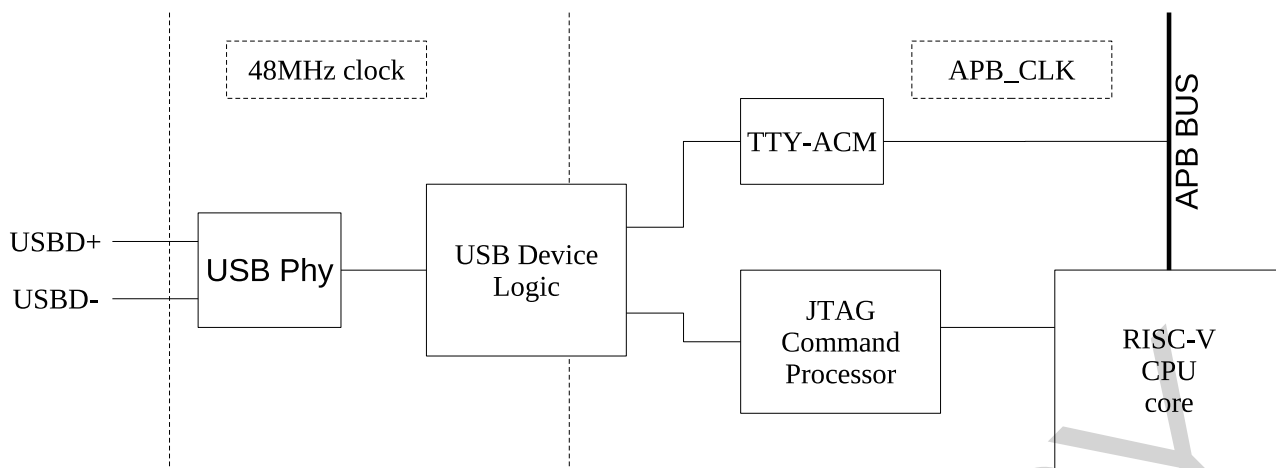 48MHz clock
APB_CLK
APB BUS
TTY-ACM
USBD+
USBD-
USB Phy
USB Device
Logic
JTAG
Command
Processor
RISC-V
CPU
core